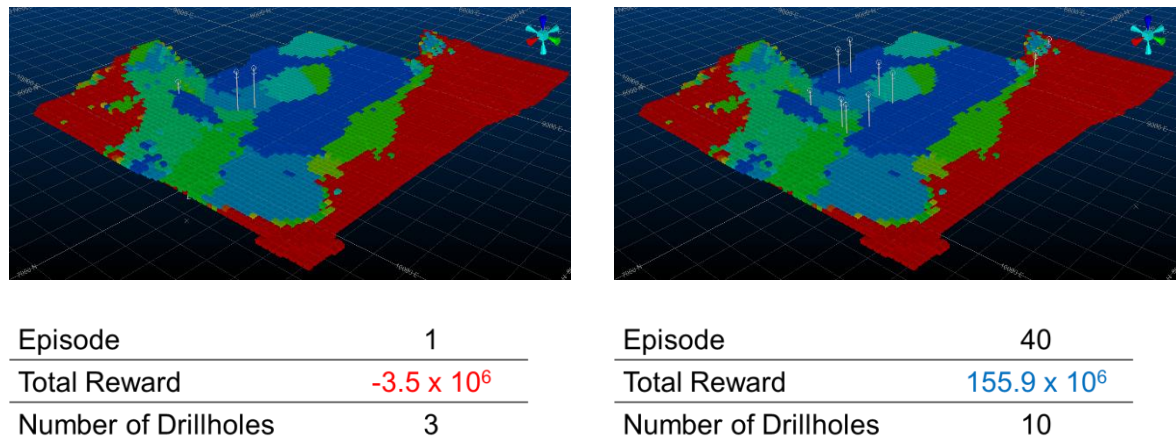 Episode 1
Total Reward -3.5 x 10⁶
Number of Drillholes 3
Episode 40
Total Reward 155.9 x 10⁶
Number of Drillholes 10